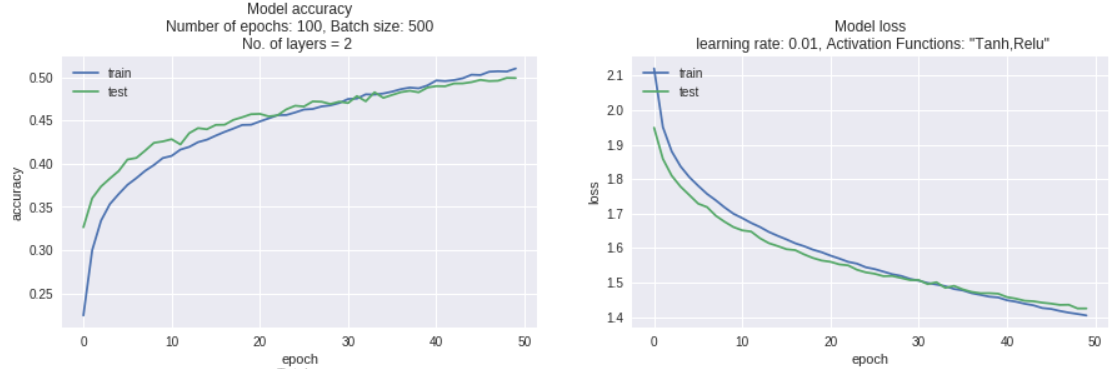 Model accuracy
Number of epochs: 100, Batch size: 500
No. of layers = 2
train
test
0.50
0.45
0.40
0.35
0.30
0.25
accuracy
0 10 20 30 40 50
epoch
Model loss
learning rate: 0.01, Activation Functions: "Tanh,Relu"
train
test
2.1
2.0
1.9
1.8
1.7
1.6
1.5
1.4
loss
0 10 20 30 40 50
epoch